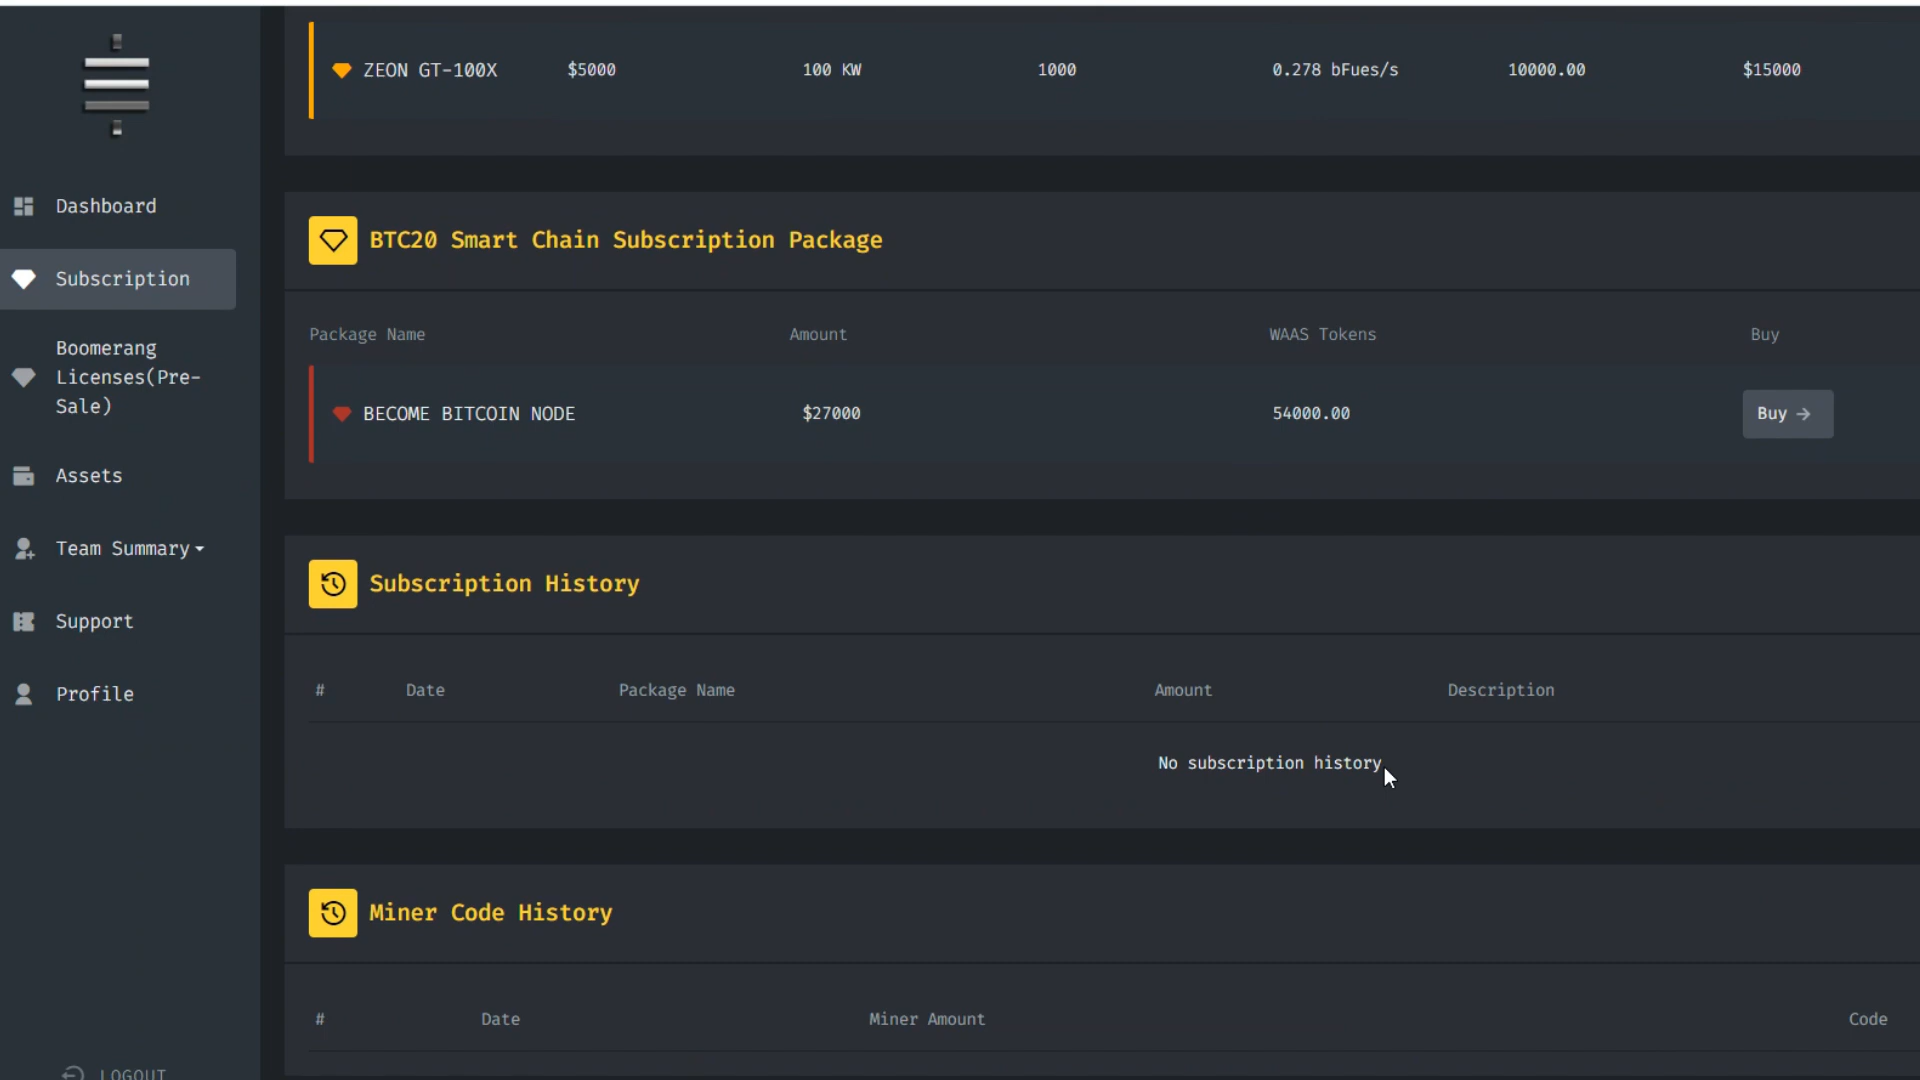 ZEON GT-100X $5000 100 KW 1000 0.278 bFues/s 10000.00 $15000
Dashboard
Subscription
Boomerang
Licenses(Pre-
Sale)
Assets
Team Summary
Support
Profile
LOGOUT
BTC20 Smart Chain Subscription Package
Package Name Amount WAAS Tokens Buy
BECOME BITCOIN NODE $27000 54000.00 Buy →
Subscription History
# Date Package Name Amount Description
No subscription history
Miner Code History
# Date Miner Amount Code